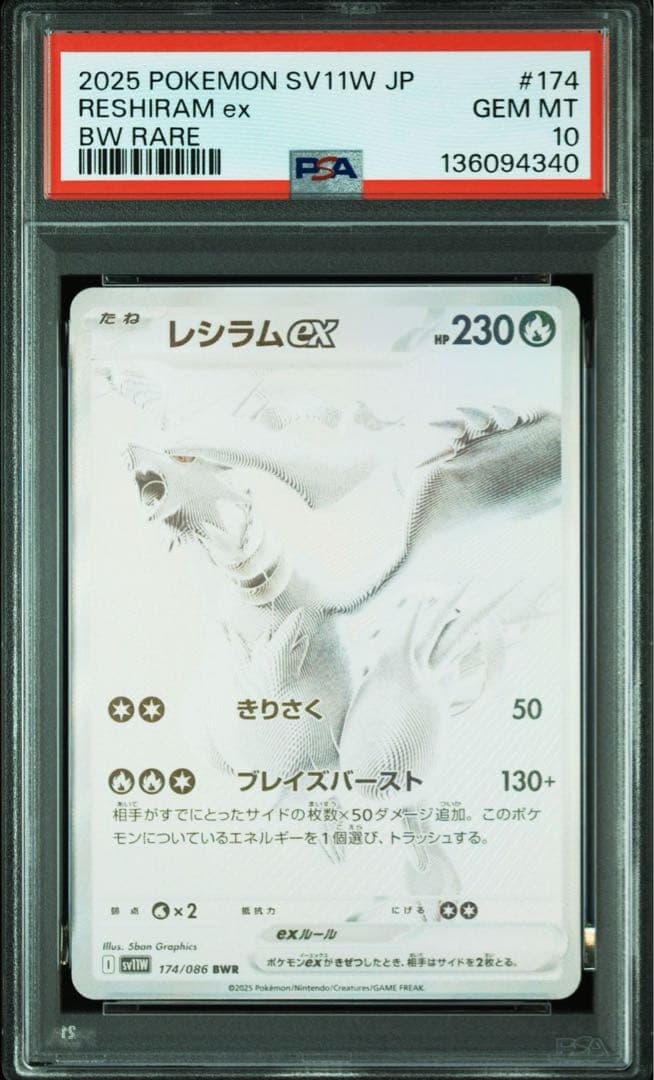 2025 POKEMON SV11W JP #174
RESHIRAM ex GEM MT
BW RARE 10
PSA 136094340
たね レシラムex HP 230
きりさく 50
ブレイズバースト 130+
相手がすでにとったサイドの枚数×50ダメージ追加。このポケ
モンについているエネルギーを1個選び、トラッシュする。
弱点 ×2 抵抗力 にげる
exルール
Illus. 5ban Graphics
ポケモンexがきぜつしたとき、相手はサイドを2枚とる。
I sv11W 174/086 BWR
©2025 Pokémon/Nintendo/Creatures/GAME FREAK.
PSA